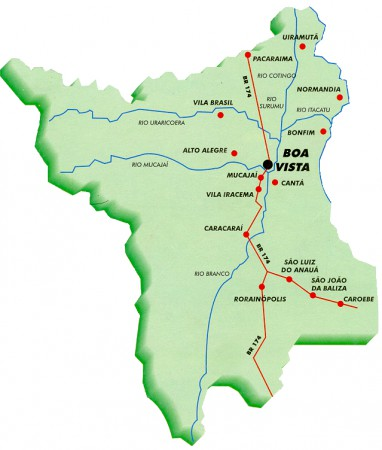 UIRAMUTÃ
PACARAIMA
RIO COTINGO
BR 174
NORMANDIA
VILA BRASIL
RIO
SURUMU
RIO ITACATU
RIO URARICOERA
BONFIM
ALTO ALEGRE
BOA
VISTA
RIO MUCAJAÍ
MUCAJAÍ
CANTÁ
VILA IRACEMA
CARACARAÍ
BR 174
SÃO LUIZ
DO ANAUÁ
RIO BRANCO
SÃO JOÃO
DA BALIZA
RORAINÓPOLIS
CAROEBE
BR 174